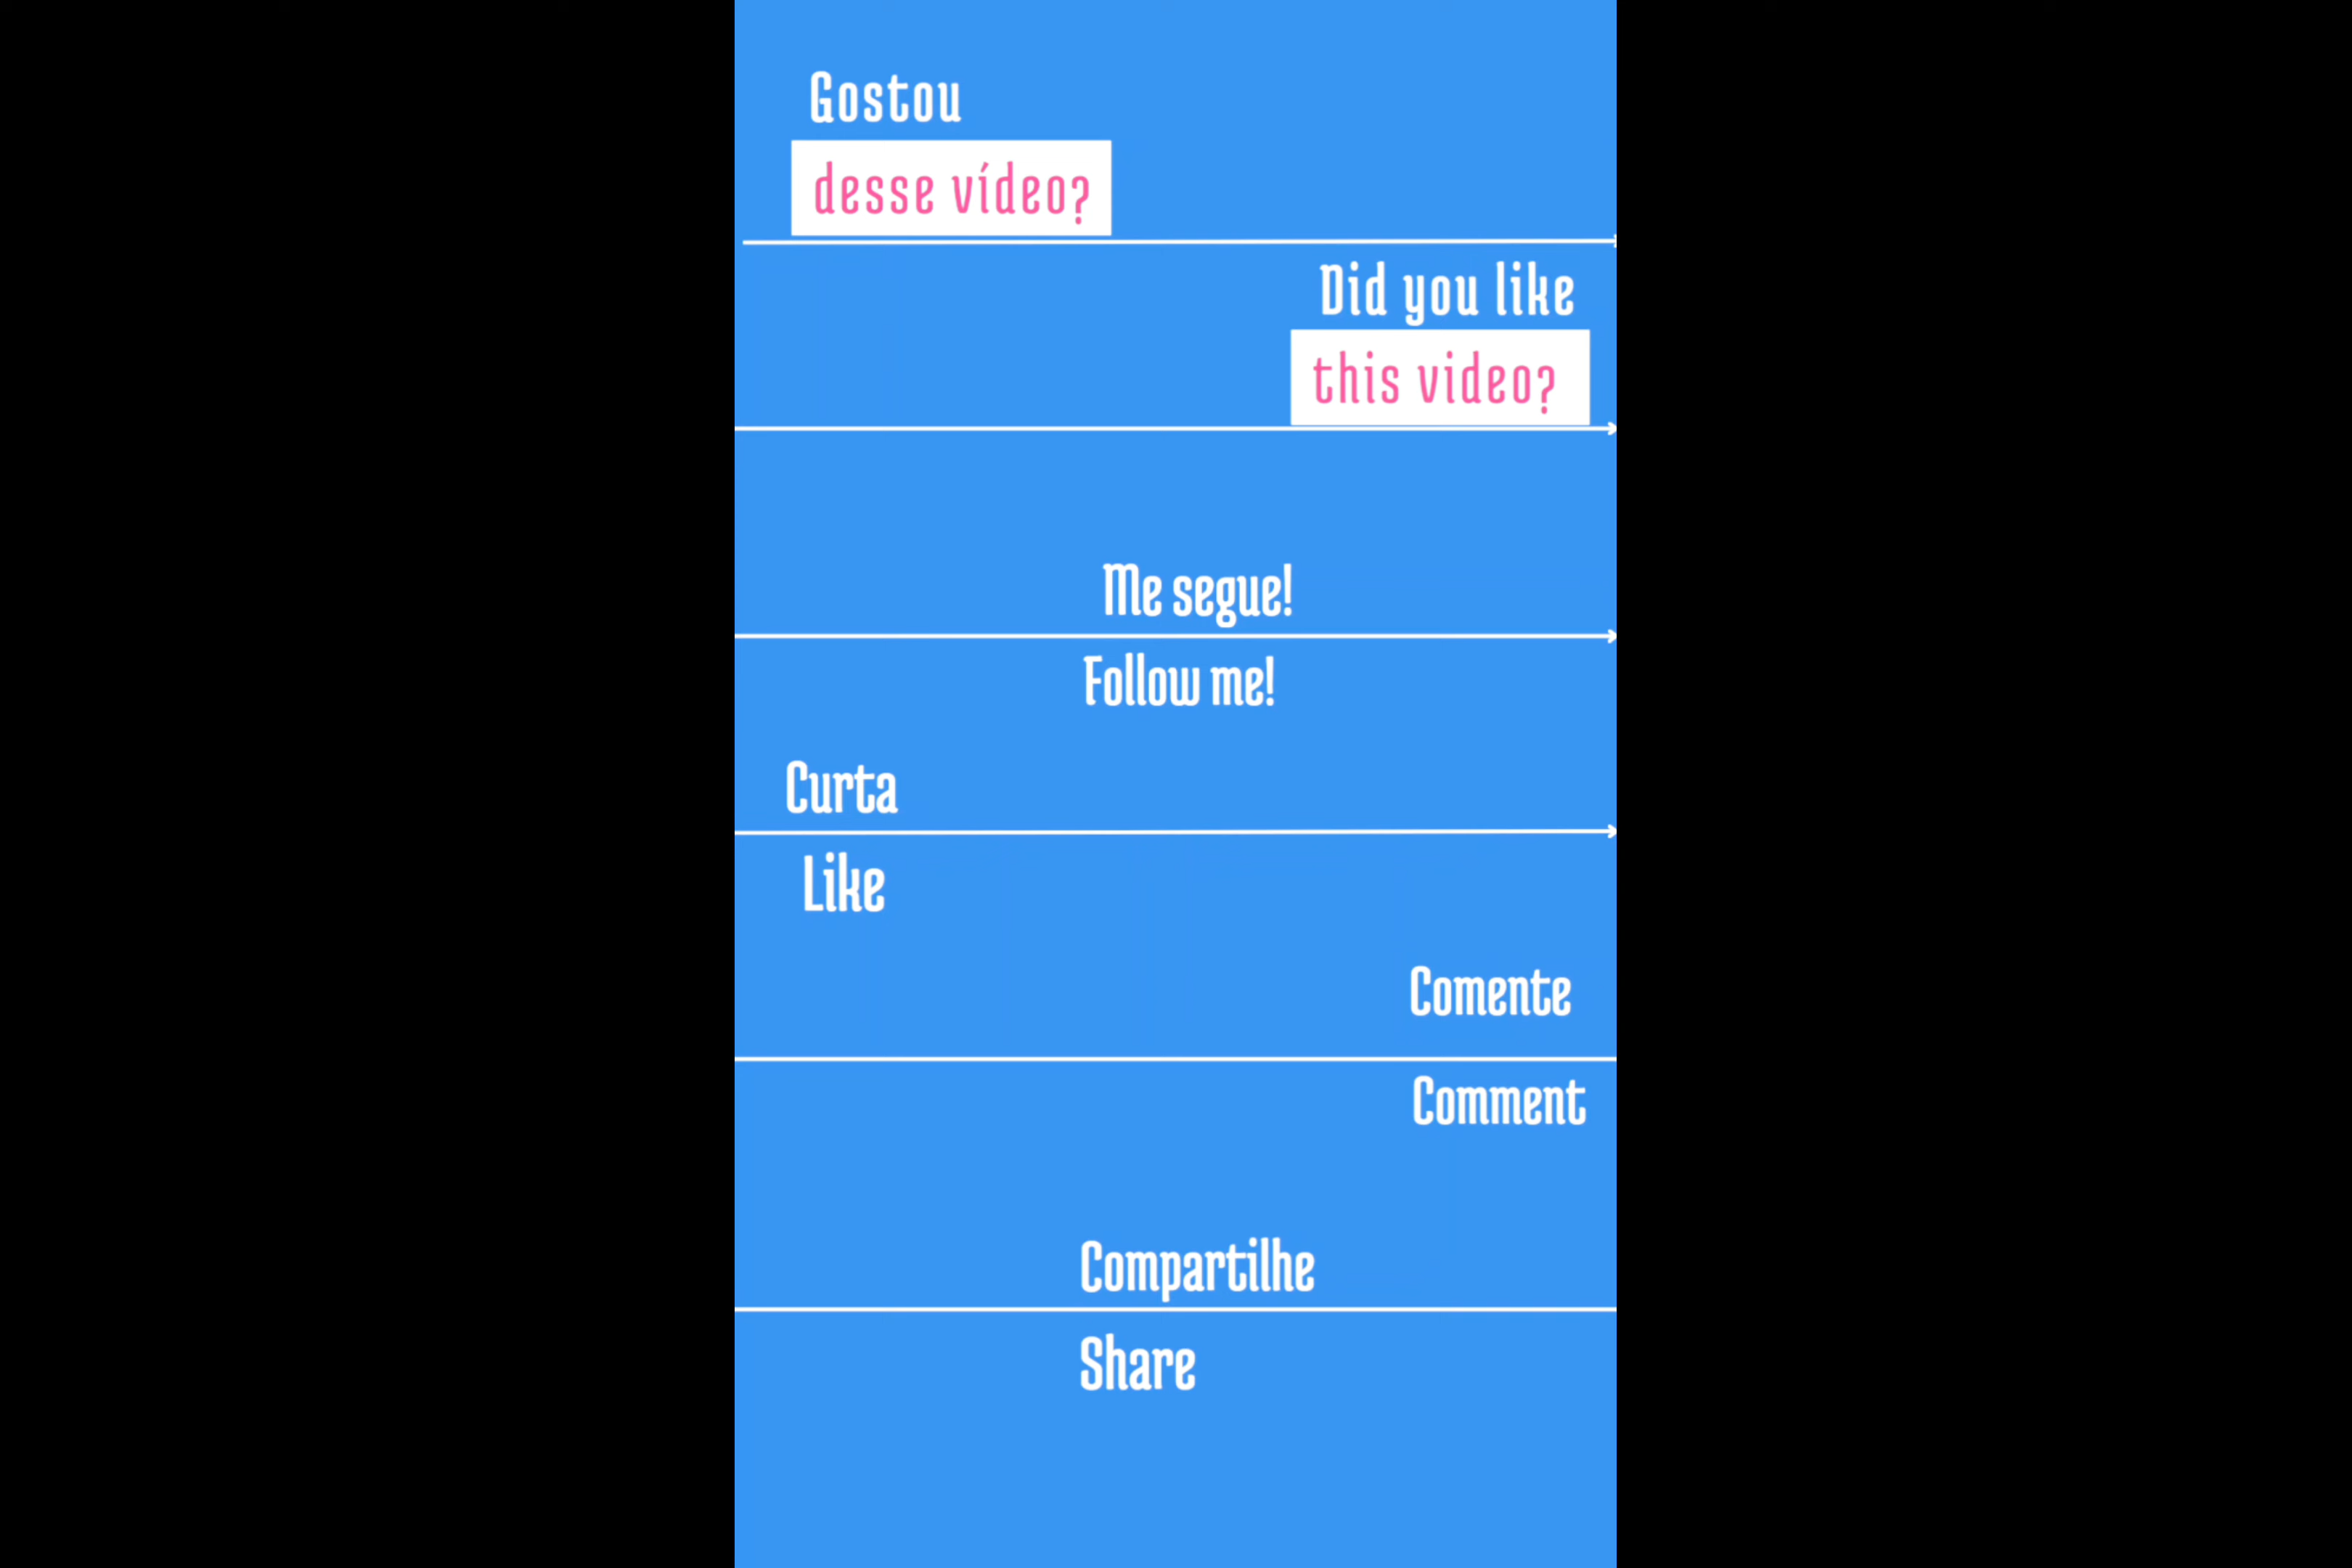 Gostou
desse vídeo?
Did you like
this video?
Me segue!
Follow me!
Curta
Like
Comente
Comment
Compartilhe
Share